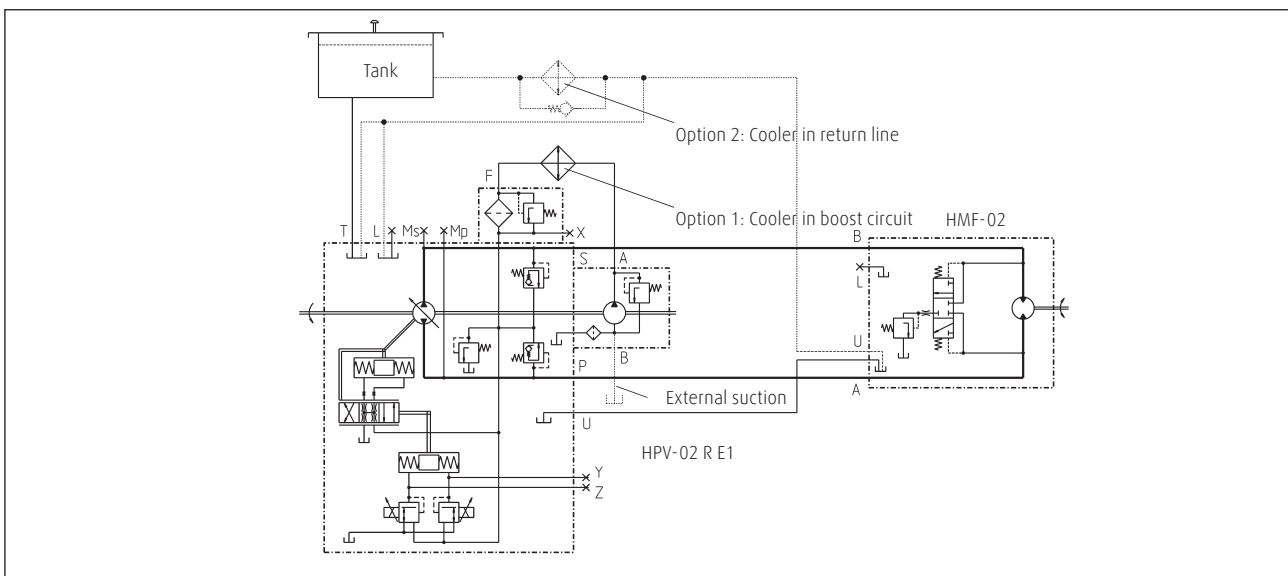 Tank
Option 2: Cooler in return line
F
Option 1: Cooler in boost circuit
HMF-02
T
L
Ms
Mp
X
B
S
A
L
U
B
P
A
External suction
U
HPV-02 R E1
Y
Z